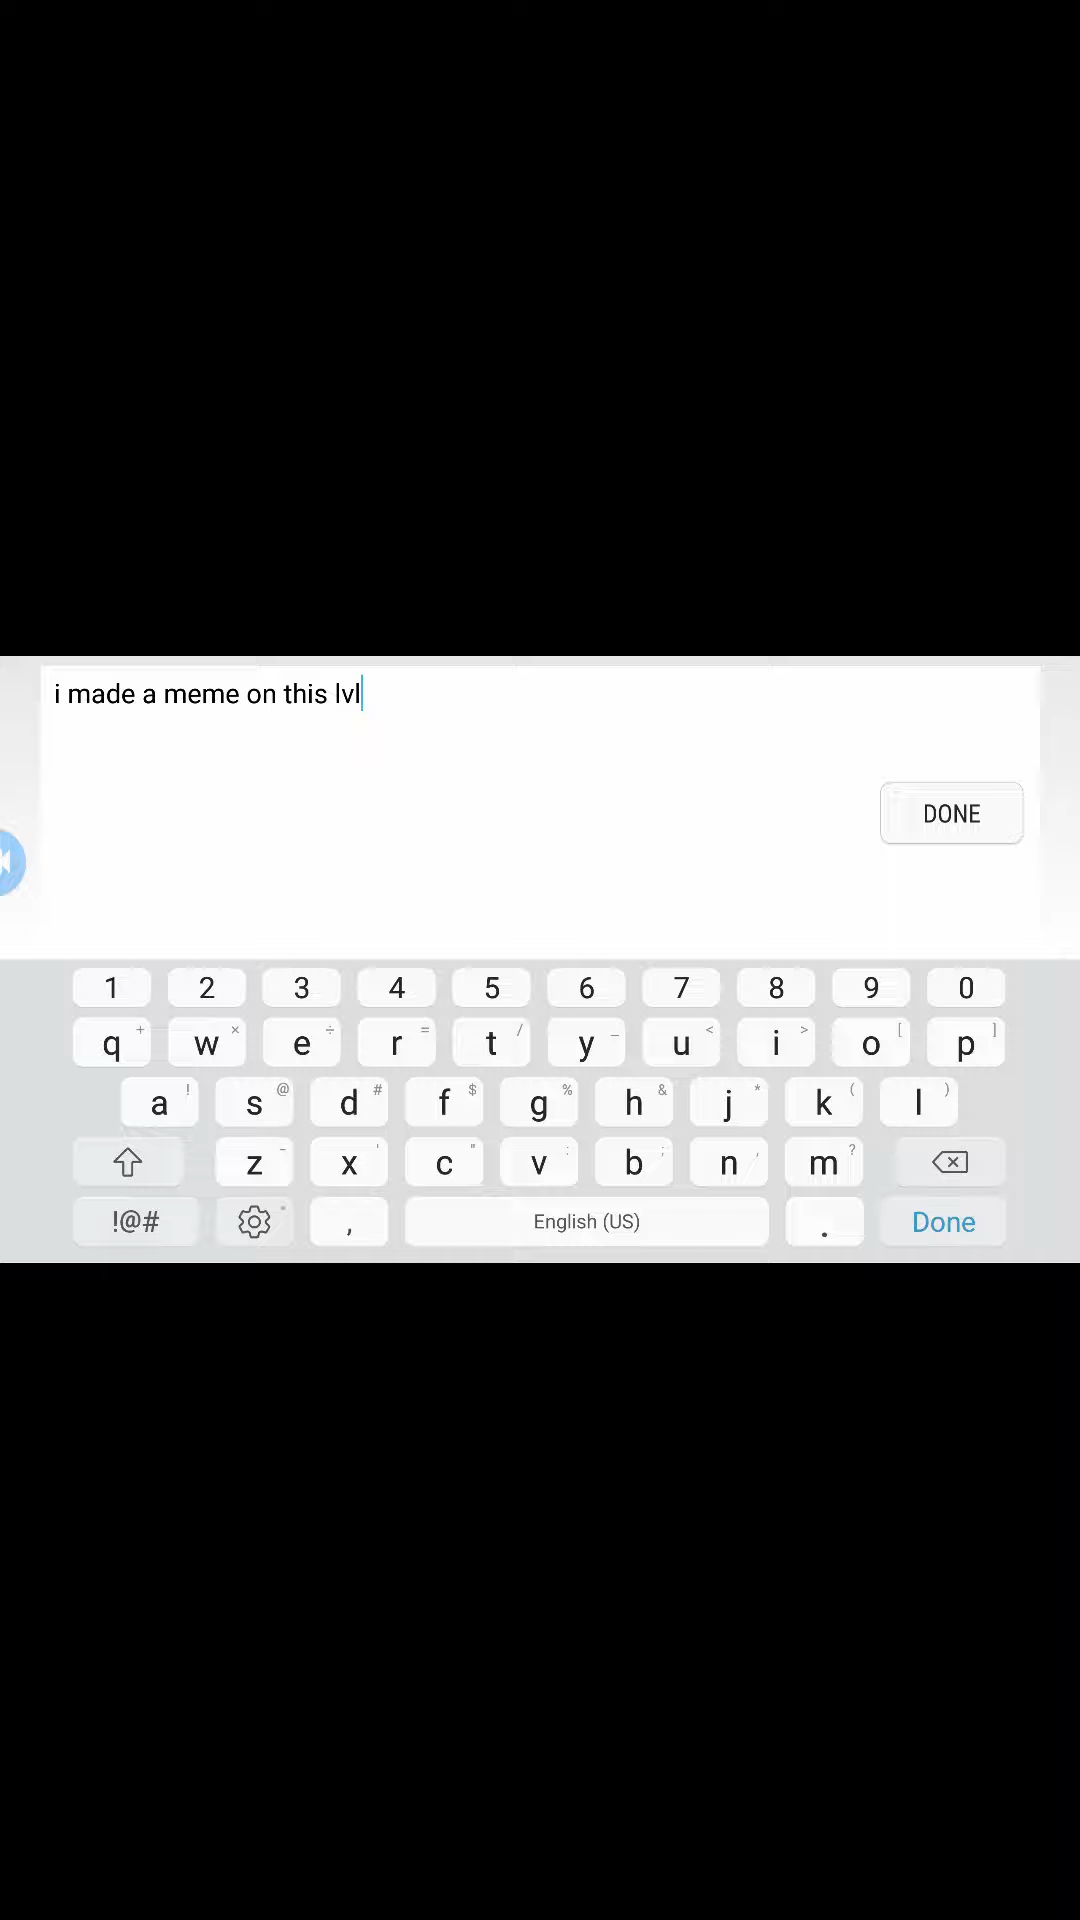 i made a meme on this lvl
DONE
1 2 3 4 5 6 7 8 9 0
q + w × e ÷ r = t / y _ u < i > o [ p ]
a ! s @ d # f $ g % h & j * k ( l )
z - x ' c " v : b ; n , m ?
!@# , English (US) . Done